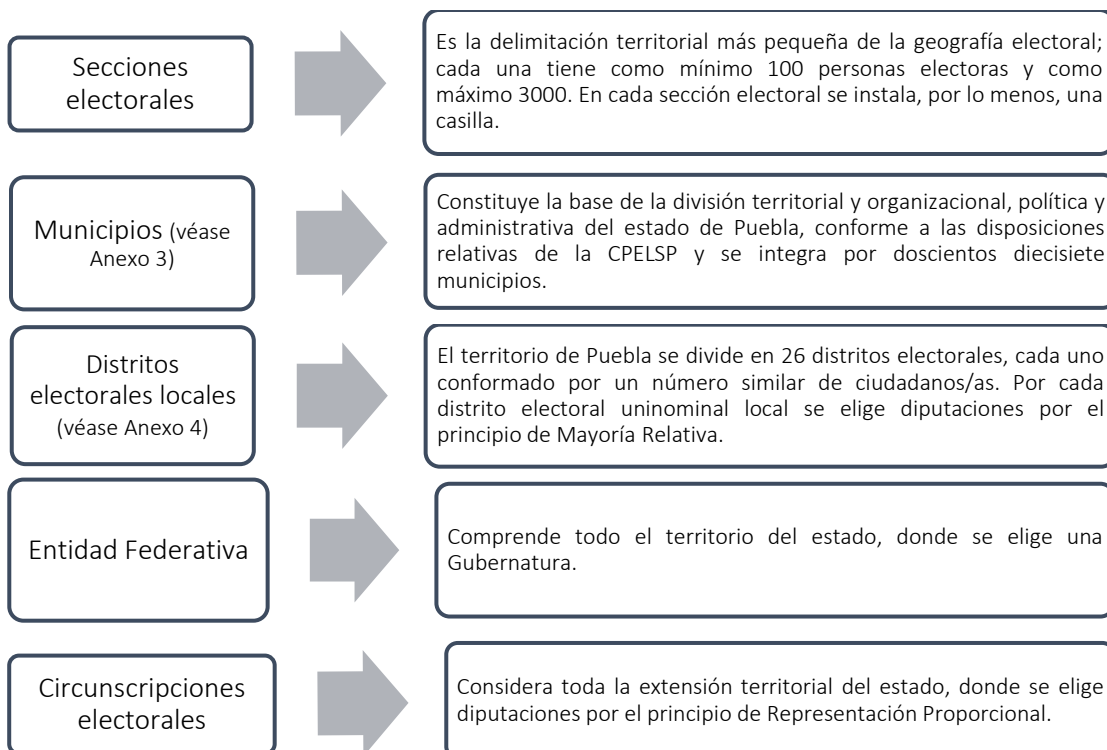 Secciones
electorales
Es la delimitación territorial más pequeña de la geografía electoral;
cada una tiene como mínimo 100 personas electoras y como
máximo 3000. En cada sección electoral se instala, por lo menos, una
casilla.
Municipios (véase
Anexo 3)
Constituye la base de la división territorial y organizacional, política y
administrativa del estado de Puebla, conforme a las disposiciones
relativas de la CPELSP y se integra por doscientos diecisiete
municipios.
Distritos
electorales locales
(véase Anexo 4)
El territorio de Puebla se divide en 26 distritos electorales, cada uno
conformado por un número similar de ciudadanos/as. Por cada
distrito electoral uninominal local se elige diputaciones por el
principio de Mayoría Relativa.
Entidad Federativa
Comprende todo el territorio del estado, donde se elige una
Gubernatura.
Circunscripciones
electorales
Considera toda la extensión territorial del estado, donde se elige
diputaciones por el principio de Representación Proporcional.